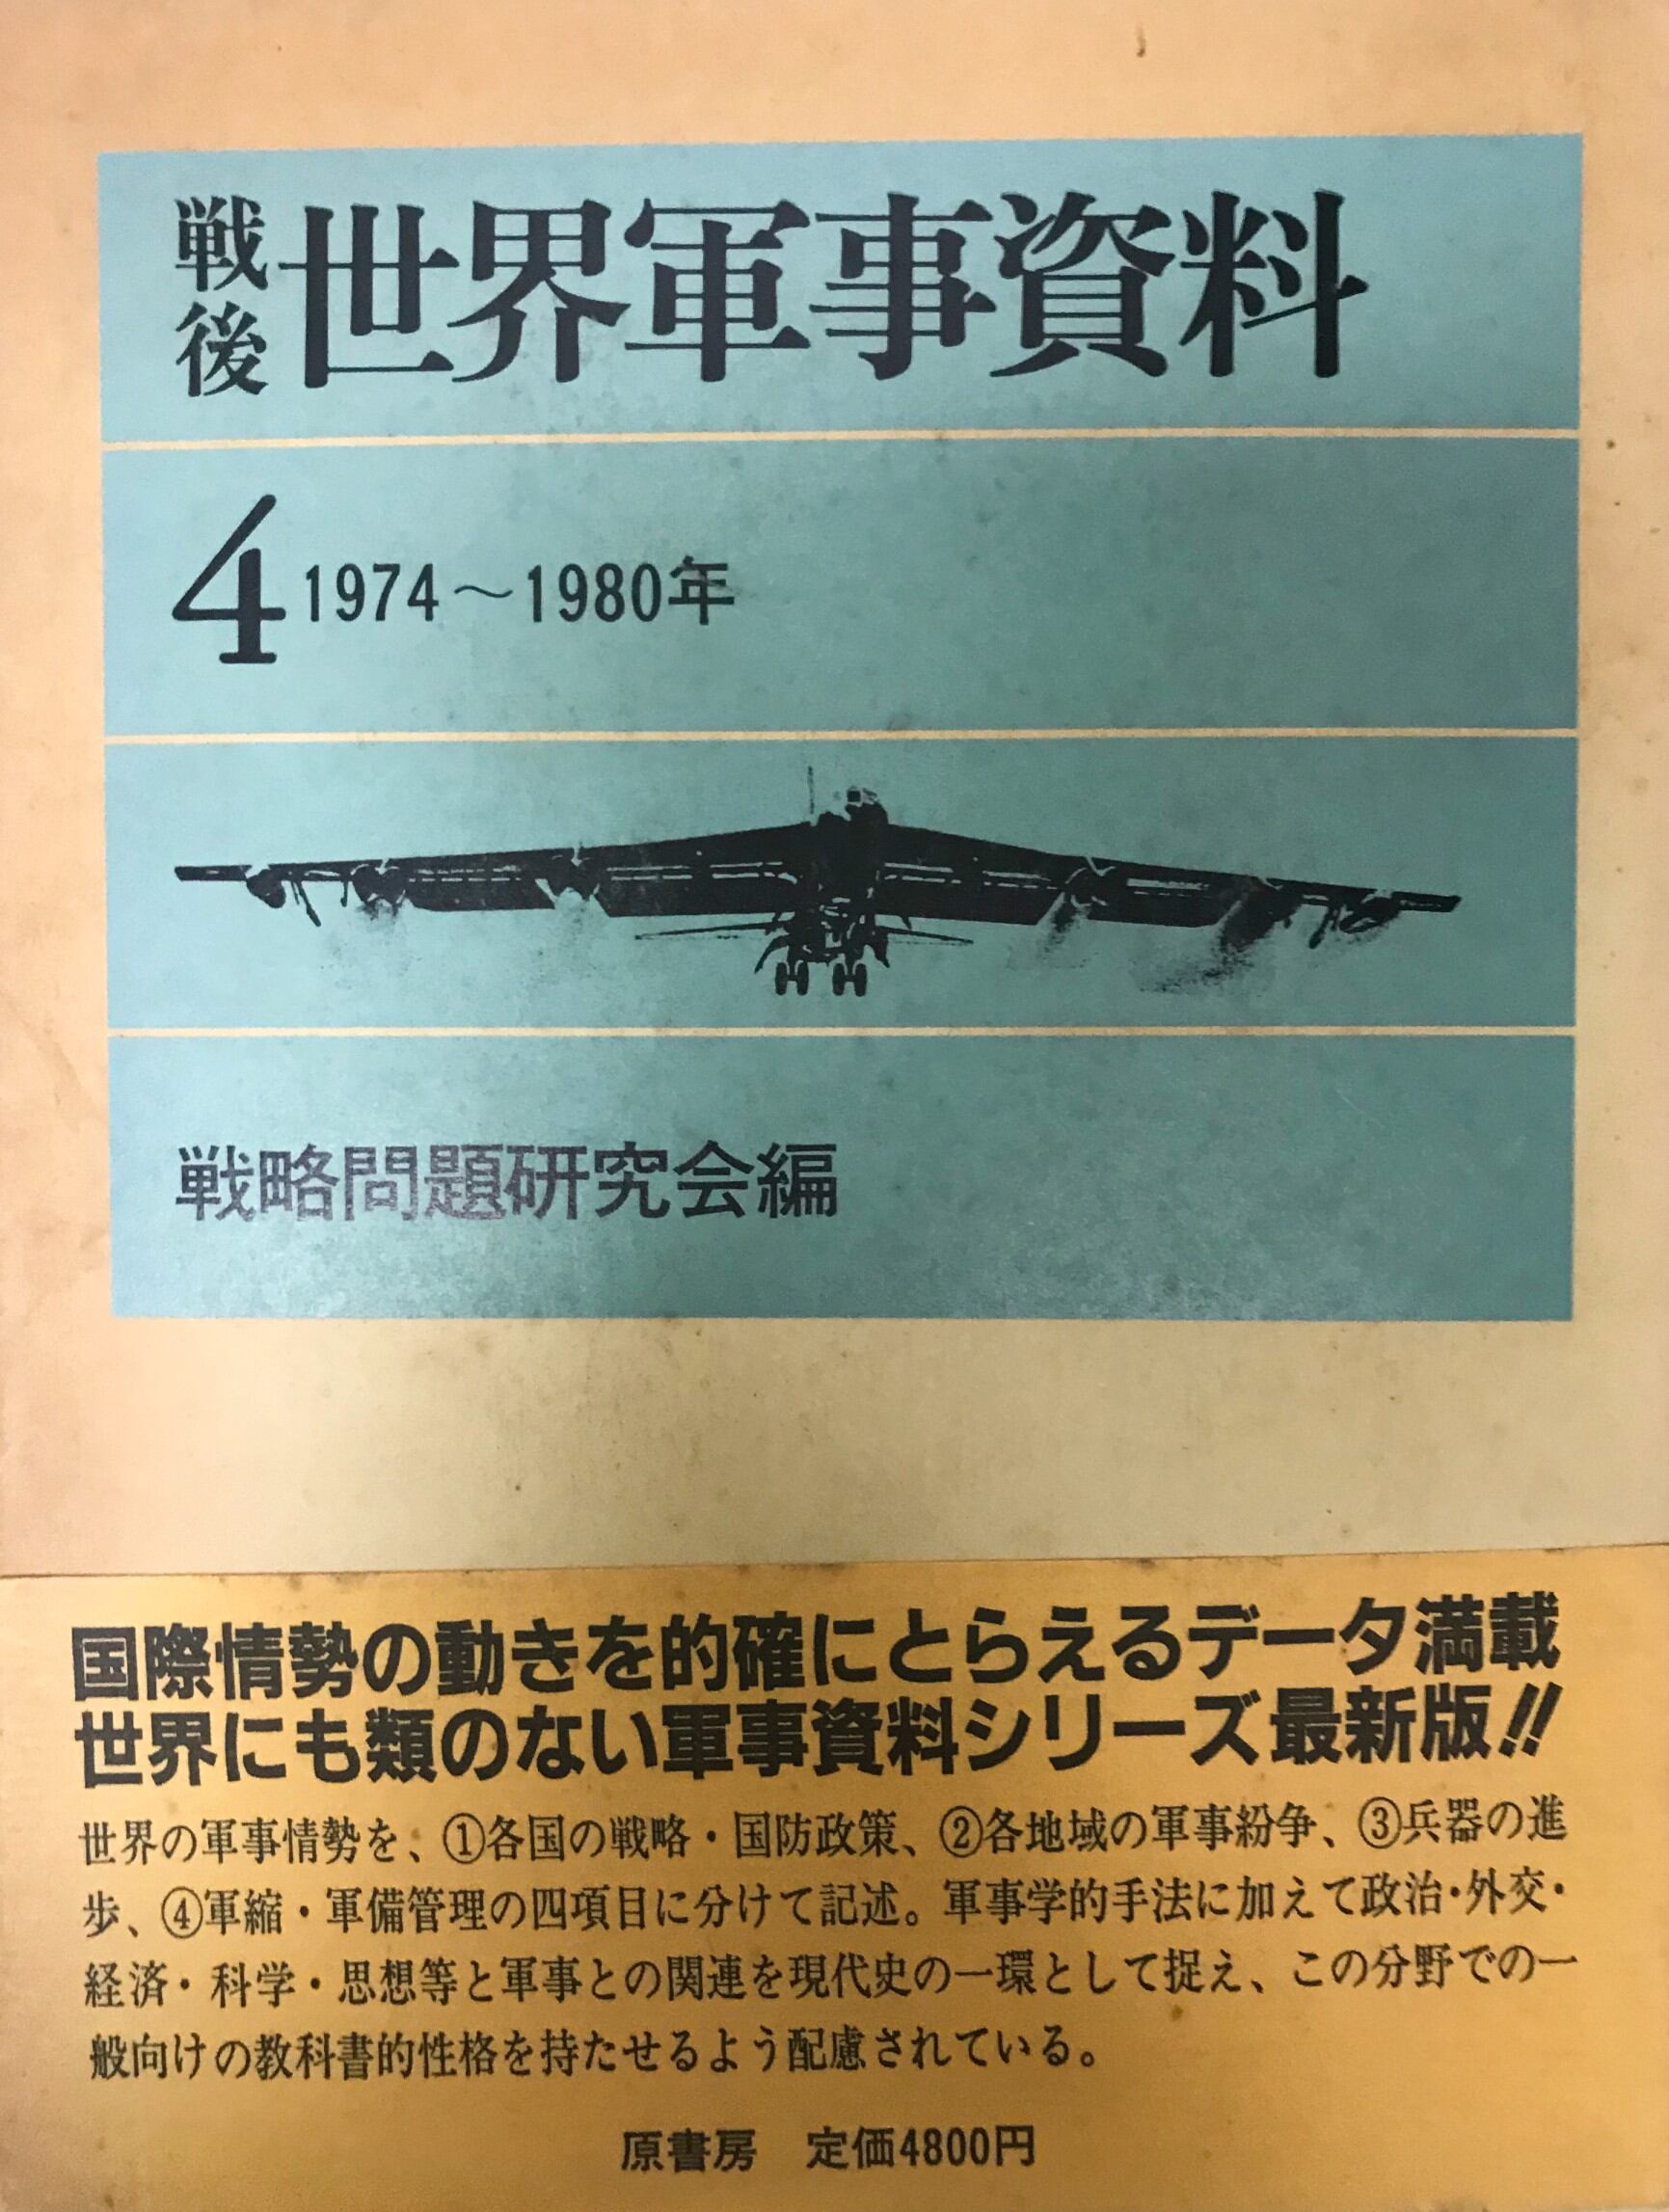 戦後世界軍事資料
4 1974〜1980年
戦略問題研究会編
国際情勢の動きを的確にとらえるデータ満載
世界にも類のない軍事資料シリーズ最新版!!
世界の軍事情勢を、①各国の戦略・国防政策、②各地域の軍事紛争、③兵器の進
歩、④軍縮・軍備管理の四項目に分けて記述。軍事学的手法に加えて政治・外交・
経済・科学・思想等と軍事との関連を現代史の一環として捉え、この分野での一
般向けの教科書的性格を持たせるよう配慮されている。
原書房 定価4800円